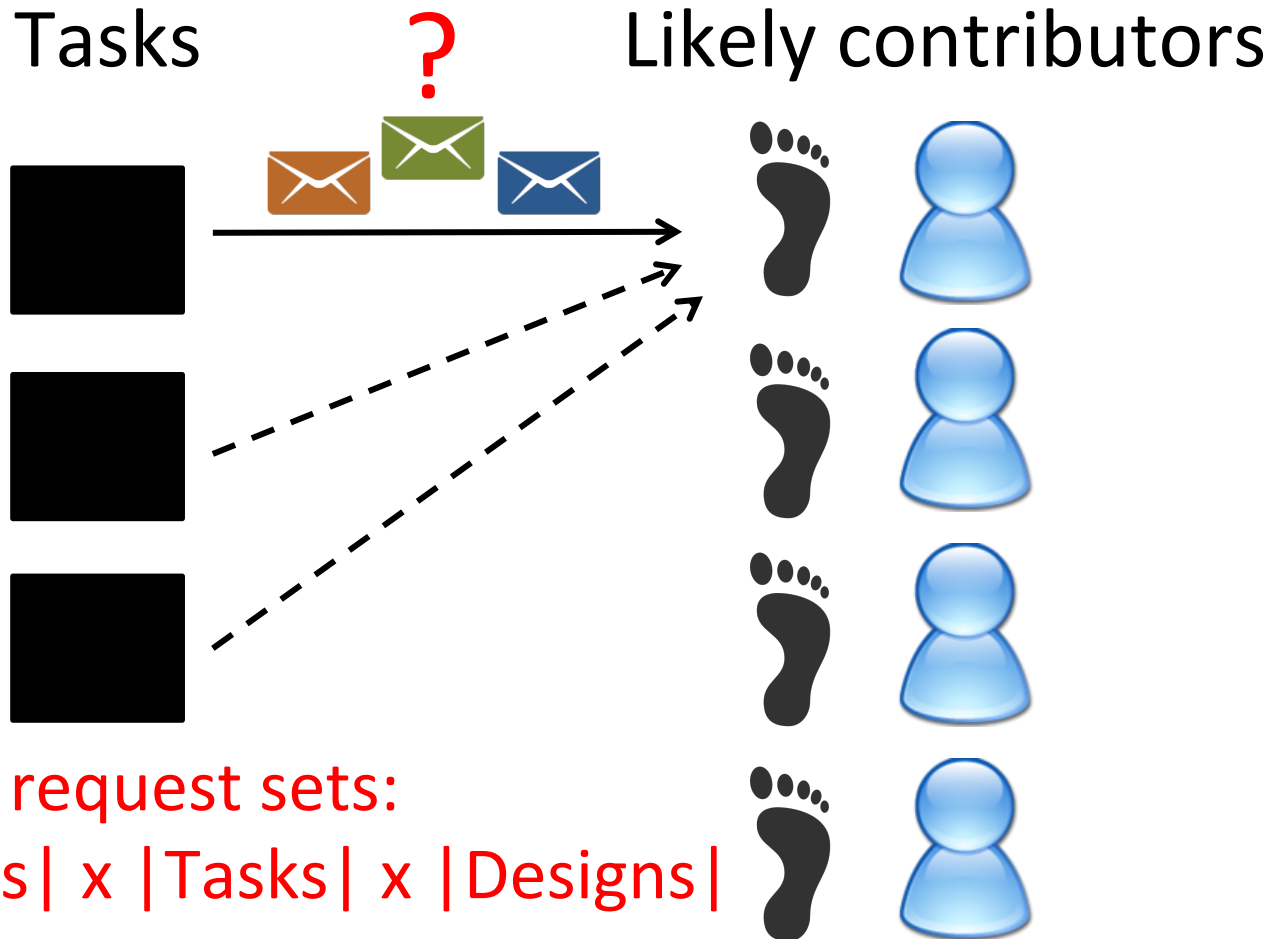 Tasks
?
Likely contributors
request sets:
s| x |Tasks| x |Designs|